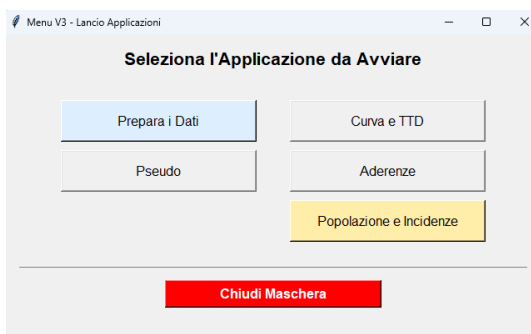 Menu V3 - Lancio Applicazioni
Seleziona l'Applicazione da Avviare
Prepara i Dati
Curva e TTD
Pseudo
Aderenze
Popolazione e Incidenze
Chiudi Maschera